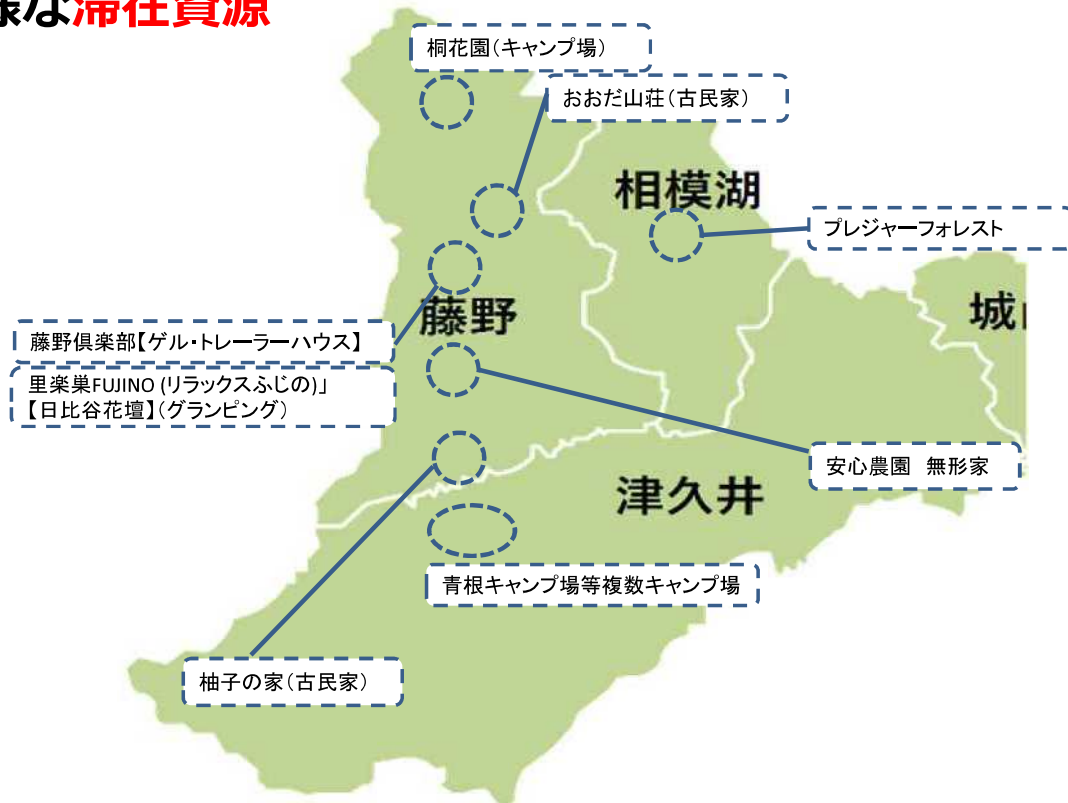 様な滞在資源
桐花園(キャンプ場)
おおだ山荘(古民家)
相模湖
プレジャーフォレスト
藤野
城山
藤野倶楽部【ゲル・トレーラーハウス】
里楽巣FUJINO (リラックスふじの)」
【日比谷花壇】(グランピング)
安心農園 無形家
津久井
青根キャンプ場等複数キャンプ場
柚子の家(古民家)